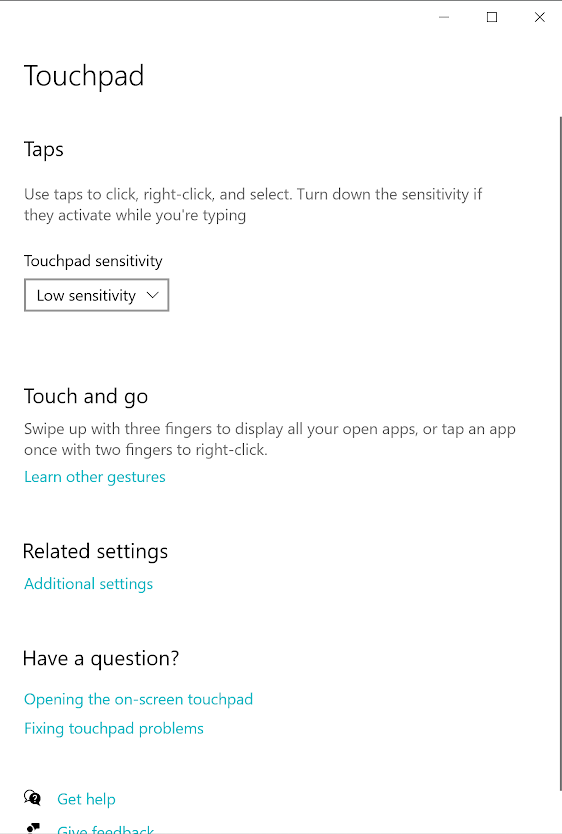 Touchpad
Taps
Use taps to click, right-click, and select. Turn down the sensitivity if
they activate while you're typing
Touchpad sensitivity
Low sensitivity
Touch and go
Swipe up with three fingers to display all your open apps, or tap an app
once with two fingers to right-click.
Learn other gestures
Related settings
Additional settings
Have a question?
Opening the on-screen touchpad
Fixing touchpad problems
Get help
Give feedback